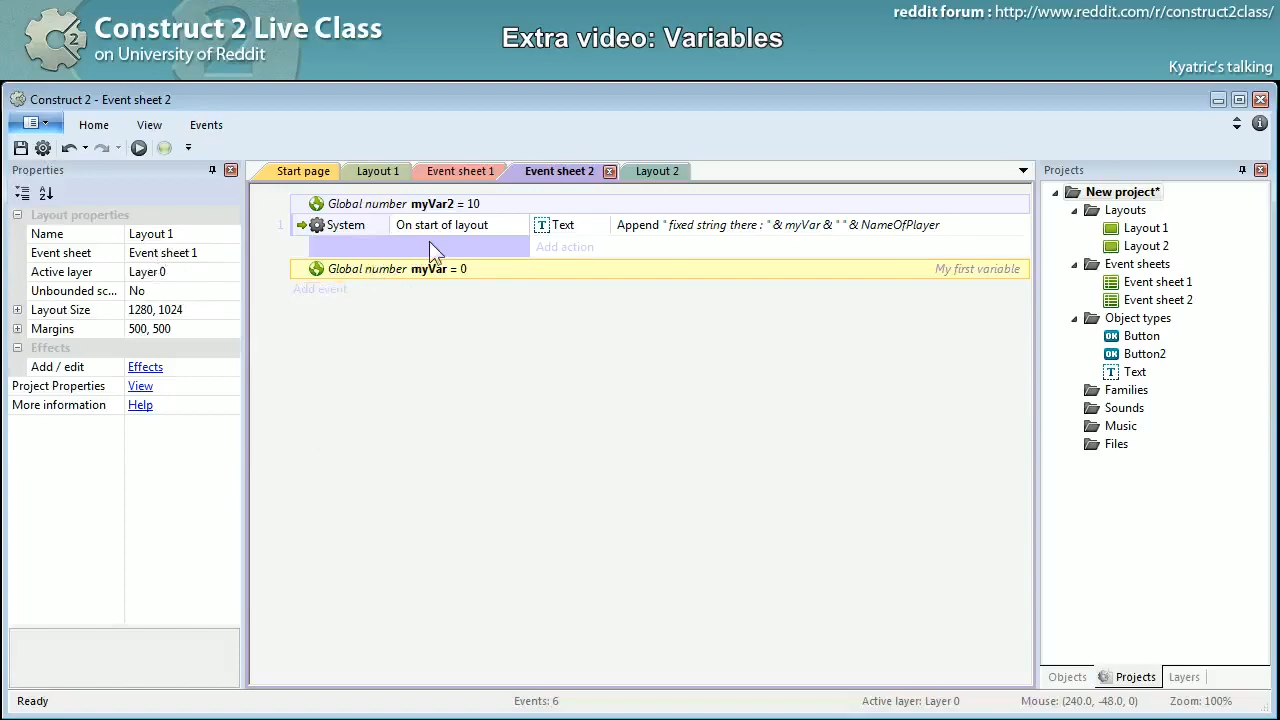 Construct 2 Live Class
on University of Reddit
Extra video: Variables
reddit forum : http://www.reddit.com/r/construct2class/
Kyatric's talking
Construct 2 - Event sheet 2
Home View Events
Properties
Start page Layout 1 Event sheet 1 Event sheet 2 Layout 2
Projects
Layout properties
Name Layout 1
Event sheet Event sheet 1
Active layer Layer 0
Unbounded sc... No
Layout Size 1280, 1024
Margins 500, 500
Effects
Add / edit Effects
Project Properties View
More information Help
Global number myVar2 = 10
1 System On start of layout T Text Append " fixed string there : " & myVar & " " & NameOfPlayer
Add action
Global number myVar = 0 My first variable
Add event
New project*
Layouts
Layout 1
Layout 2
Event sheets
Event sheet 1
Event sheet 2
Object types
OK Button
OK Button2
T Text
Families
Sounds
Music
Files
Objects Projects Layers
Ready Events: 6 Active layer: Layer 0 Mouse: (240.0, -48.0, 0) Zoom: 100%